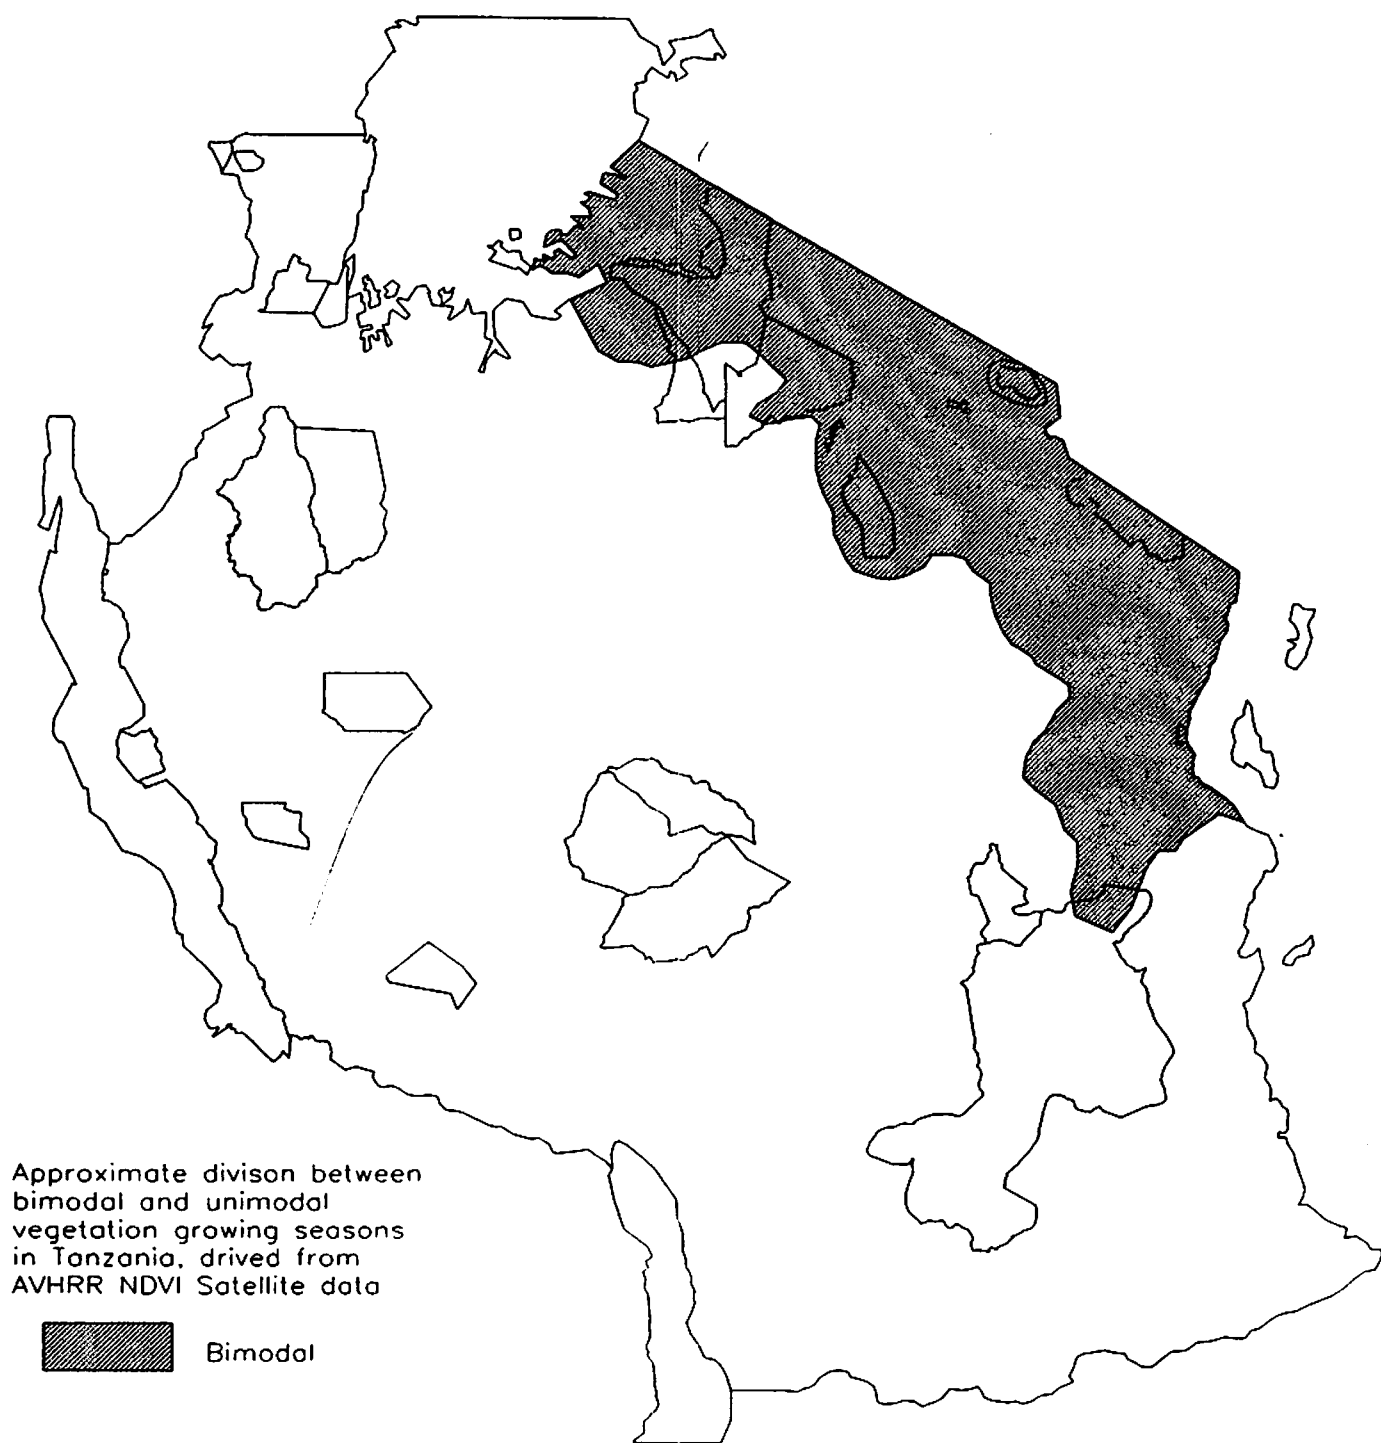 Approximate divison between
bimodal and unimodal
vegetation growing seasons
in Tanzania, drived from
AVHRR NDVI Satellite data
Bimodal